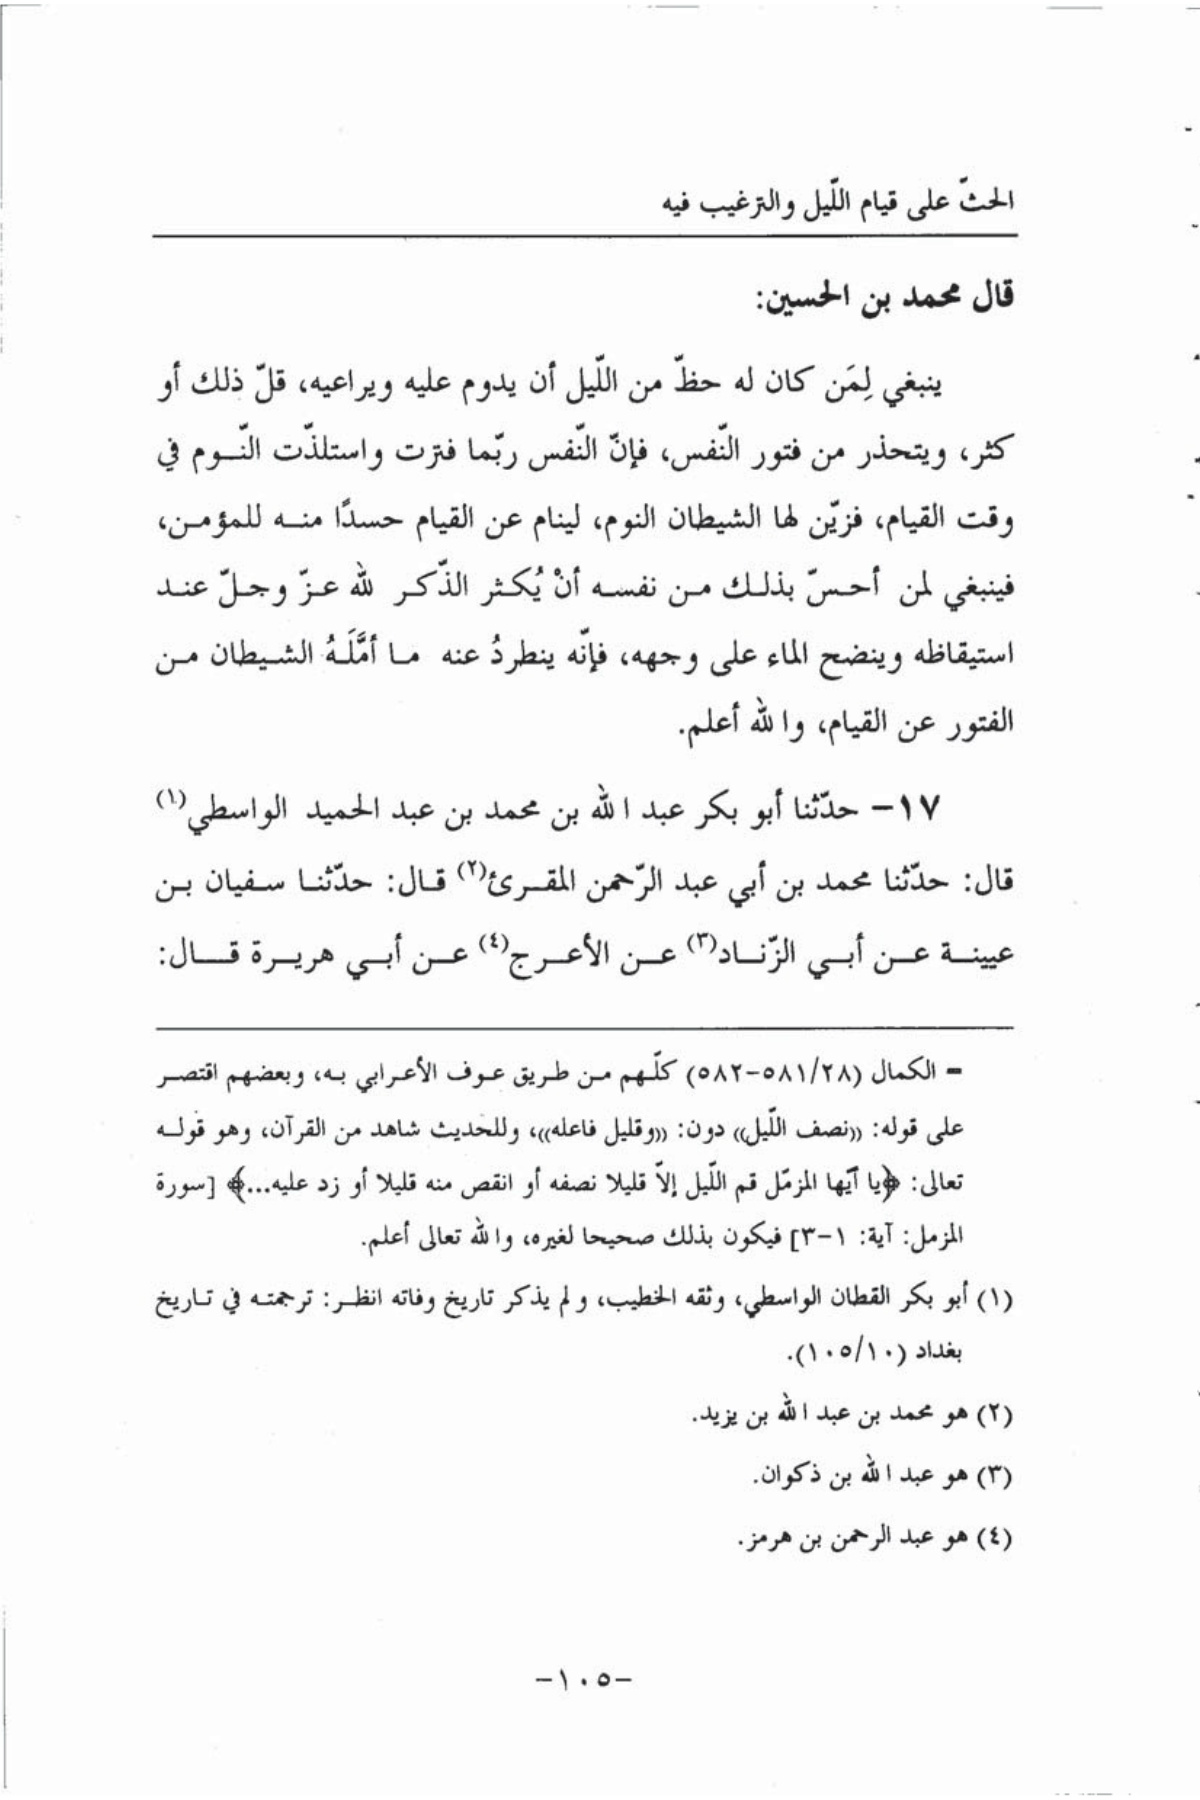 الحثّ على قيام اللّيل والترغيب فيه
قال محمد بن الحسين:
ينبغي لِمَن كان له حظّ من اللّيل أن يدوم عليه ويراعيه، قلّ ذلك أو
كثر، ويتحذر من فتور النّفس، فإنّ النّفس ربّما فترت واستلذّت النّوم في
وقت القيام، فزيّن لها الشيطان النوم، لينام عن القيام حسدًا منه للمؤمن،
فينبغي لمن أحسّ بذلك من نفسه أنْ يُكثر الذّكر لله عزّ وجلّ عند
استيقاظه وينضح الماء على وجهه، فإنّه ينطردُ عنه ما أمَّلَهُ الشيطان من
الفتور عن القيام، والله أعلم.
١٧- حدّثنا أبو بكر عبد الله بن محمد بن عبد الحميد الواسطي(١)
قال: حدّثنا محمد بن أبي عبد الرّحمن المقرئ(٢) قال: حدّثنا سفيان بن
عيينة عن أبي الزّناد(٣) عن الأعرج(٤) عن أبي هريرة قال:
= الكمال (٢٨/٥٨١-٥٨٢) كلّهم من طريق عوف الأعرابي به، وبعضهم اقتصر
على قوله: ((نصف اللّيل)) دون: ((وقليل فاعله))، وللحديث شاهد من القرآن، وهو قوله
تعالى: ﴿يا أيّها المزمّل قم اللّيل إلاّ قليلا نصفه أو انقص منه قليلا أو زد عليه...﴾ [سورة
المزمل: آية: ١-٣] فيكون بذلك صحيحا لغيره، والله تعالى أعلم.
(١) أبو بكر القطان الواسطي، وثقه الخطيب، ولم يذكر تاريخ وفاته انظر: ترجمته في تاريخ
بغداد (١٠/١٠٥).
(٢) هو محمد بن عبد الله بن يزيد.
(٣) هو عبد الله بن ذكوان.
(٤) هو عبد الرحمن بن هرمز.
-١٠٥-